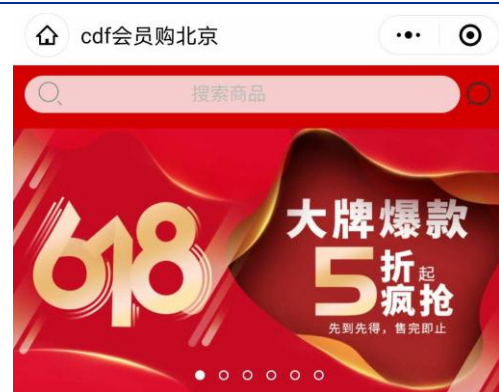 cdf会员购北京
搜索商品
618
大牌爆款
5折起
疯抢
先到先得，售完即止